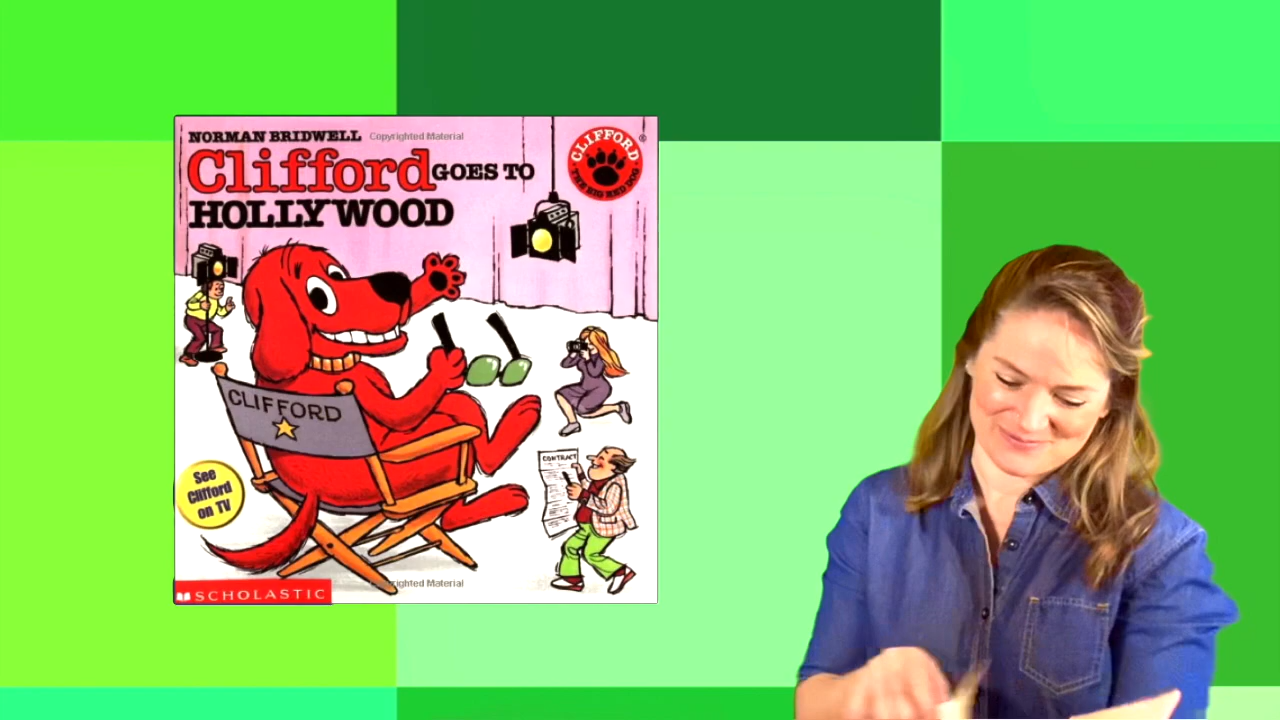 NORMAN BRIDWELL Copyrighted Material
Clifford GOES TO
HOLLYWOOD
CLIFFORD
THE BIG RED DOG
®
CLIFFORD
CONTRACT
See
Clifford
on TV
Copyrighted Material
SCHOLASTIC